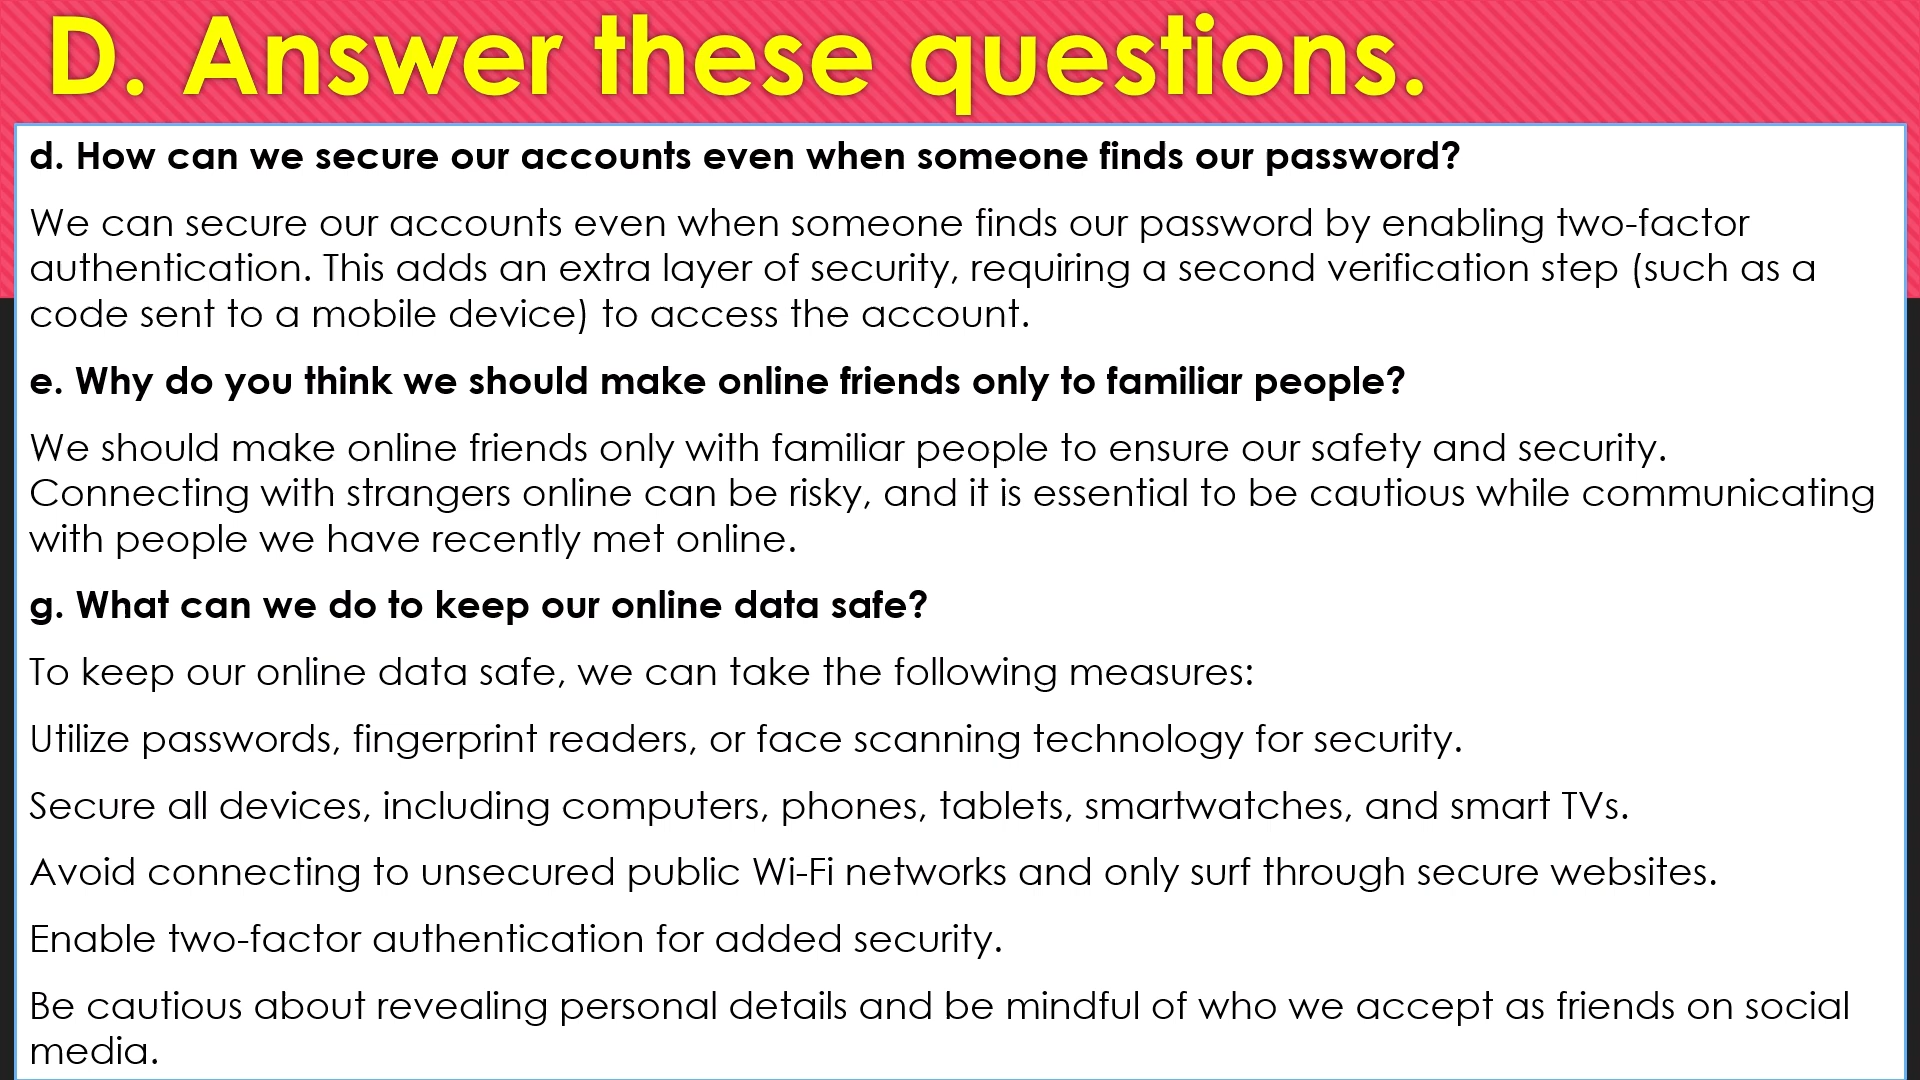 D. Answer these questions.
d. How can we secure our accounts even when someone finds our password?
We can secure our accounts even when someone finds our password by enabling two-factor
authentication. This adds an extra layer of security, requiring a second verification step (such as a
code sent to a mobile device) to access the account.
e. Why do you think we should make online friends only to familiar people?
We should make online friends only with familiar people to ensure our safety and security.
Connecting with strangers online can be risky, and it is essential to be cautious while communicating
with people we have recently met online.
g. What can we do to keep our online data safe?
To keep our online data safe, we can take the following measures:
Utilize passwords, fingerprint readers, or face scanning technology for security.
Secure all devices, including computers, phones, tablets, smartwatches, and smart TVs.
Avoid connecting to unsecured public Wi-Fi networks and only surf through secure websites.
Enable two-factor authentication for added security.
Be cautious about revealing personal details and be mindful of who we accept as friends on social
media.